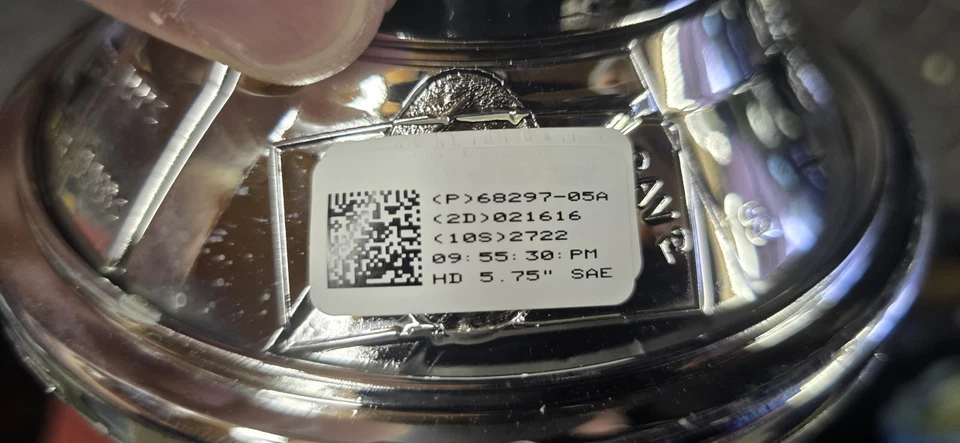 (P)68297-05A
(2D)021616
(10S)2722
09:55:30:PM
HD 5.75" SAE